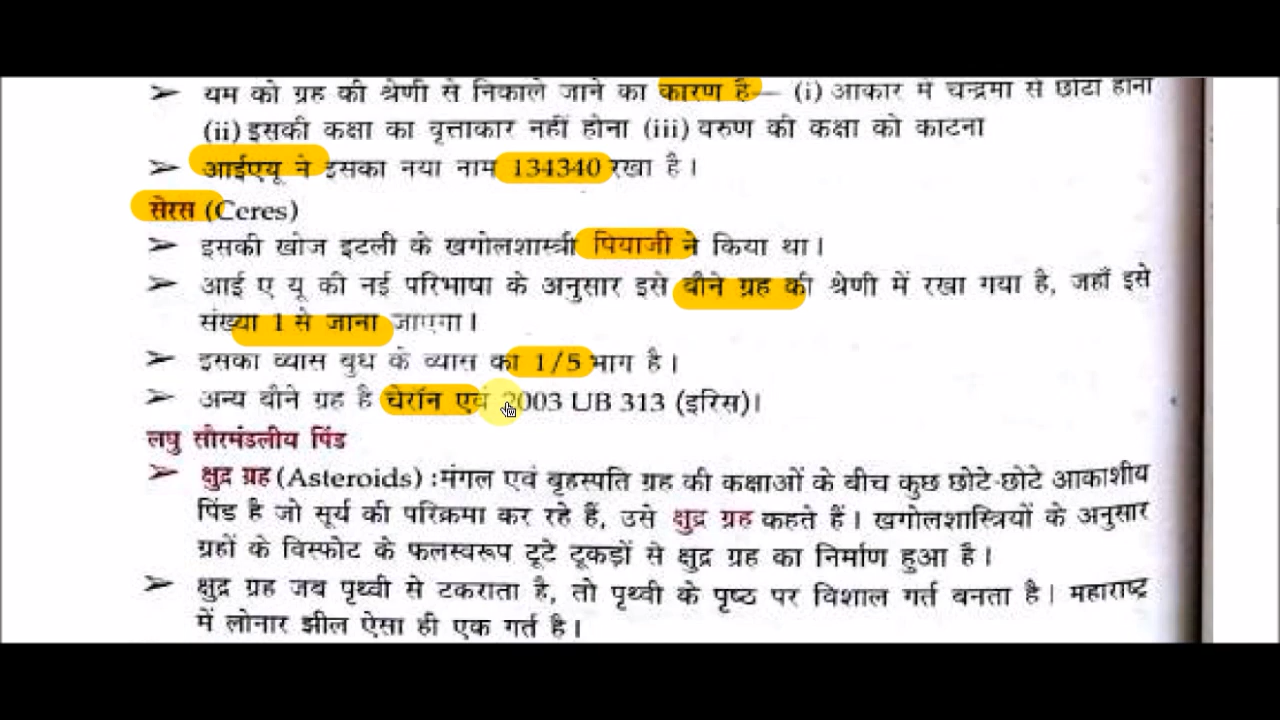 ➢ यम को ग्रह की श्रेणी से निकाले जाने का कारण है— (i) आकार में चन्द्रमा से छोटा होना
(ii) इसकी कक्षा का वृत्ताकार नहीं होना (iii) वरुण की कक्षा को काटना
➢ आईएयू ने इसका नया नाम 134340 रखा है।
सेरस (Ceres)
➢ इसकी खोज इटली के खगोलशास्त्री पियाजी ने किया था।
➢ आई ए यू की नई परिभाषा के अनुसार इसे बौने ग्रह की श्रेणी में रखा गया है, जहाँ इसे
संख्या 1 से जाना जाएगा।
➢ इसका व्यास बुध के व्यास का 1/5 भाग है।
➢ अन्य बौने ग्रह है चेरॉन एवं 2003 UB 313 (इरिस)।
लघु सौरमंडलीय पिंड
➢ क्षुद्र ग्रह (Asteroids) : मंगल एवं बृहस्पति ग्रह की कक्षाओं के बीच कुछ छोटे-छोटे आकाशीय
पिंड है जो सूर्य की परिक्रमा कर रहे हैं, उसे क्षुद्र ग्रह कहते हैं। खगोलशास्त्रियों के अनुसार
ग्रहों के विस्फोट के फलस्वरूप टूटे टूकड़ों से क्षुद्र ग्रह का निर्माण हुआ है।
➢ क्षुद्र ग्रह जब पृथ्वी से टकराता है, तो पृथ्वी के पृष्ठ पर विशाल गर्त बनता है। महाराष्ट्र
में लोनार झील ऐसा ही एक गर्त है।